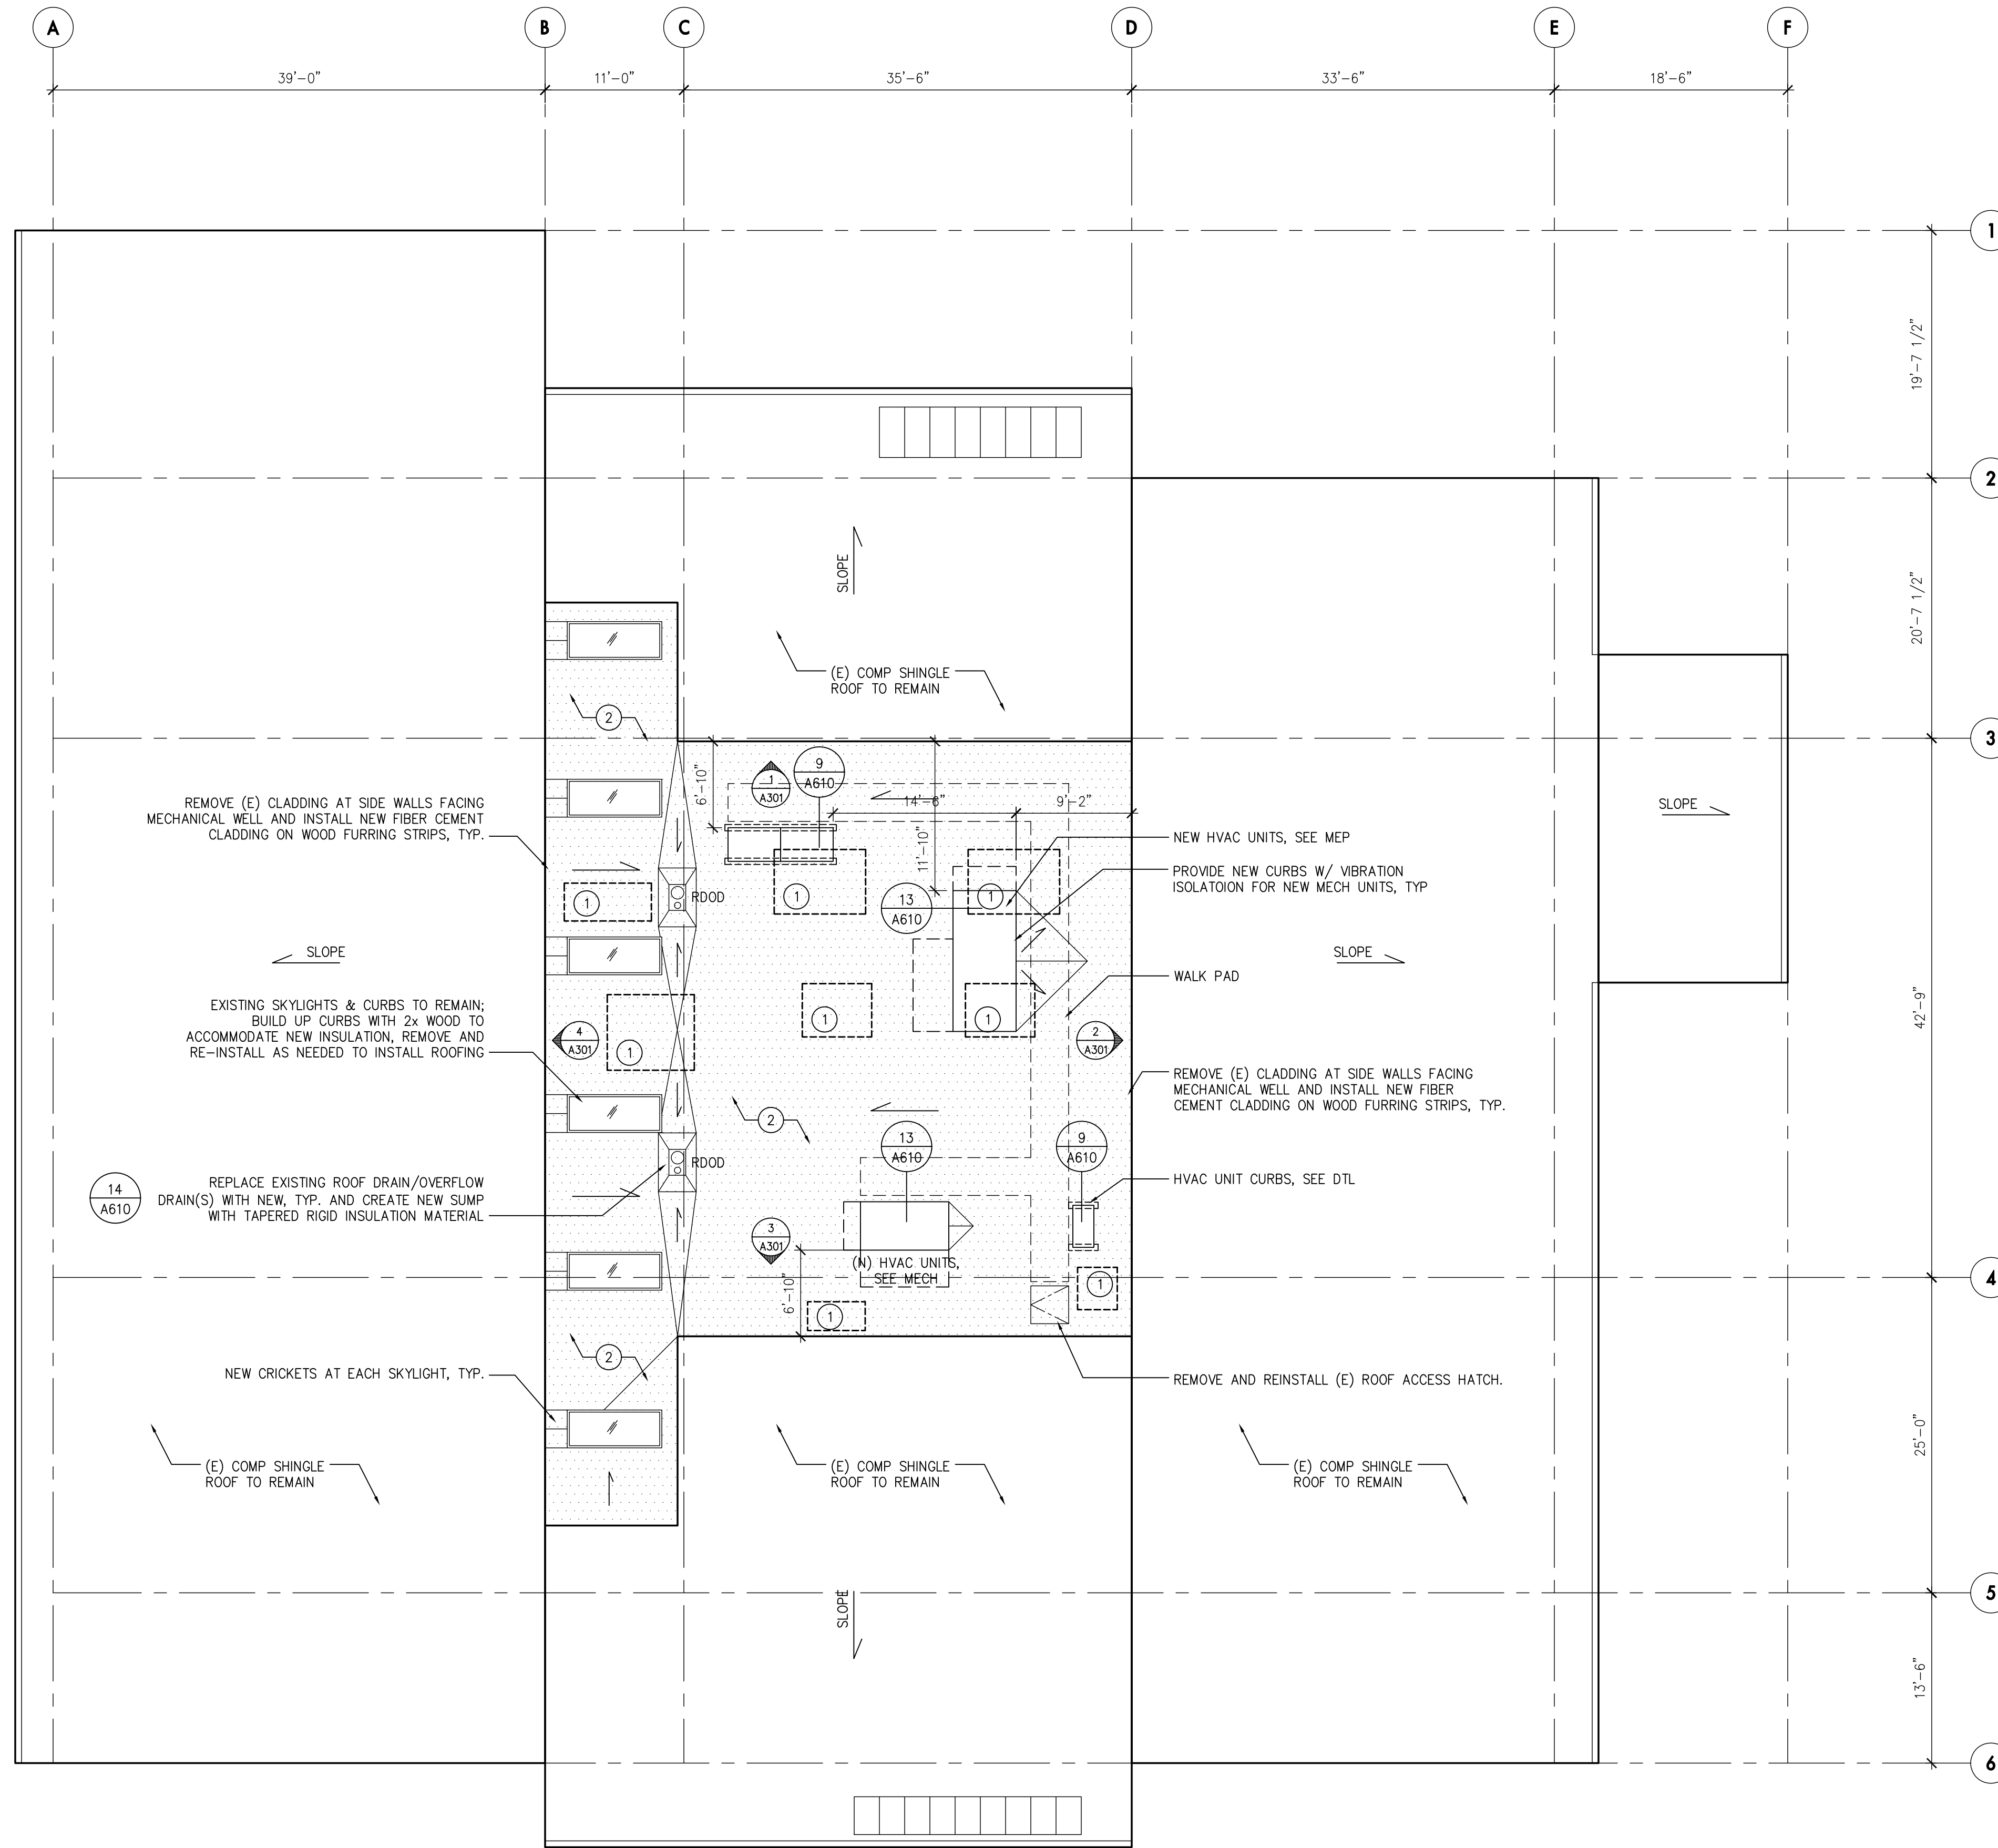 A
B
C
D
E
F
39'-0"
11'-0"
35'-6"
33'-6"
18'-6"
1
19'-7 1/2"
2
20'-7 1/2"
3
42'-9"
4
25'-0"
5
13'-6"
6
SLOPE
(E) COMP SHINGLE
ROOF TO REMAIN
2
REMOVE (E) CLADDING AT SIDE WALLS FACING
MECHANICAL WELL AND INSTALL NEW FIBER CEMENT
CLADDING ON WOOD FURRING STRIPS, TYP.
6'-10"
1
A301
9
A610
14'-6"
9'-2"
11'-10"
SLOPE
NEW HVAC UNITS, SEE MEP
PROVIDE NEW CURBS W/ VIBRATION
ISOLATOION FOR NEW MECH UNITS, TYP
1
RDOD
1
13
A610
1
SLOPE
SLOPE
WALK PAD
EXISTING SKYLIGHTS & CURBS TO REMAIN;
BUILD UP CURBS WITH 2x WOOD TO
ACCOMMODATE NEW INSULATION, REMOVE AND
RE-INSTALL AS NEEDED TO INSTALL ROOFING
4
A301
1
1
1
2
A301
REMOVE (E) CLADDING AT SIDE WALLS FACING
MECHANICAL WELL AND INSTALL NEW FIBER
CEMENT CLADDING ON WOOD FURRING STRIPS, TYP.
2
13
A610
9
A610
RDOD
HVAC UNIT CURBS, SEE DTL
14
A610
REPLACE EXISTING ROOF DRAIN/OVERFLOW
DRAIN(S) WITH NEW, TYP. AND CREATE NEW SUMP
WITH TAPERED RIGID INSULATION MATERIAL
3
A301
(N) HVAC UNITS,
SEE MECH
6'-10"
1
1
2
NEW CRICKETS AT EACH SKYLIGHT, TYP.
REMOVE AND REINSTALL (E) ROOF ACCESS HATCH.
(E) COMP SHINGLE
ROOF TO REMAIN
(E) COMP SHINGLE
ROOF TO REMAIN
(E) COMP SHINGLE
ROOF TO REMAIN
SLOPE